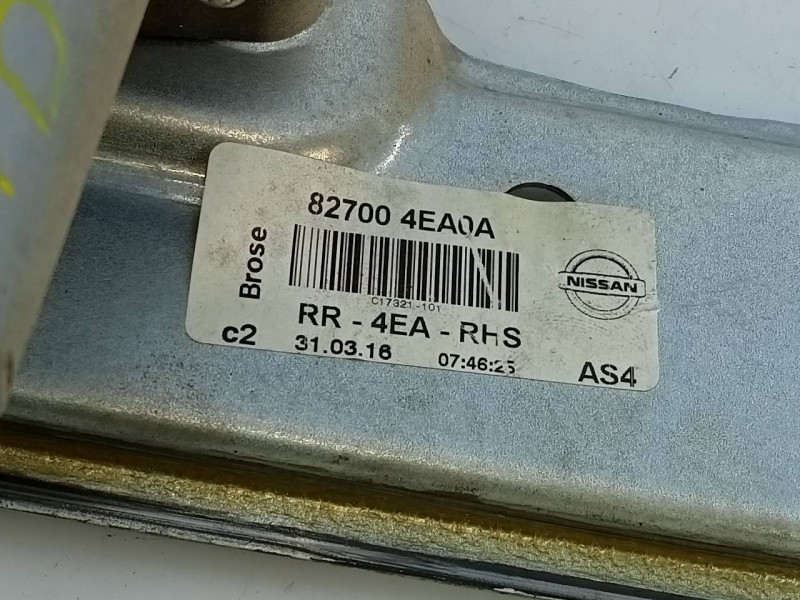 82700 4EA0A
Brose
C17321-101
NISSAN
RR - 4EA - RHS
c2
31.03.16
07:46:25
AS4